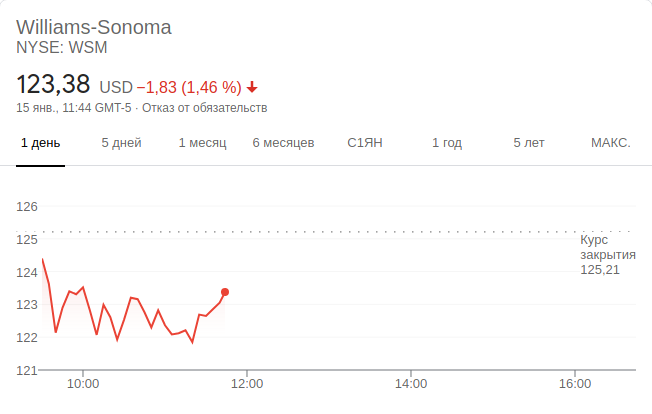 Williams-Sonoma
NYSE: WSM
123,38 USD −1,83 (1,46 %)
15 янв., 11:44 GMT-5 · Отказ от обязательств
1 день 5 дней 1 месяц 6 месяцев С1ЯН 1 год 5 лет МАКС.
126
125
124
123
122
121
Курс
закрытия
125,21
10:00 12:00 14:00 16:00